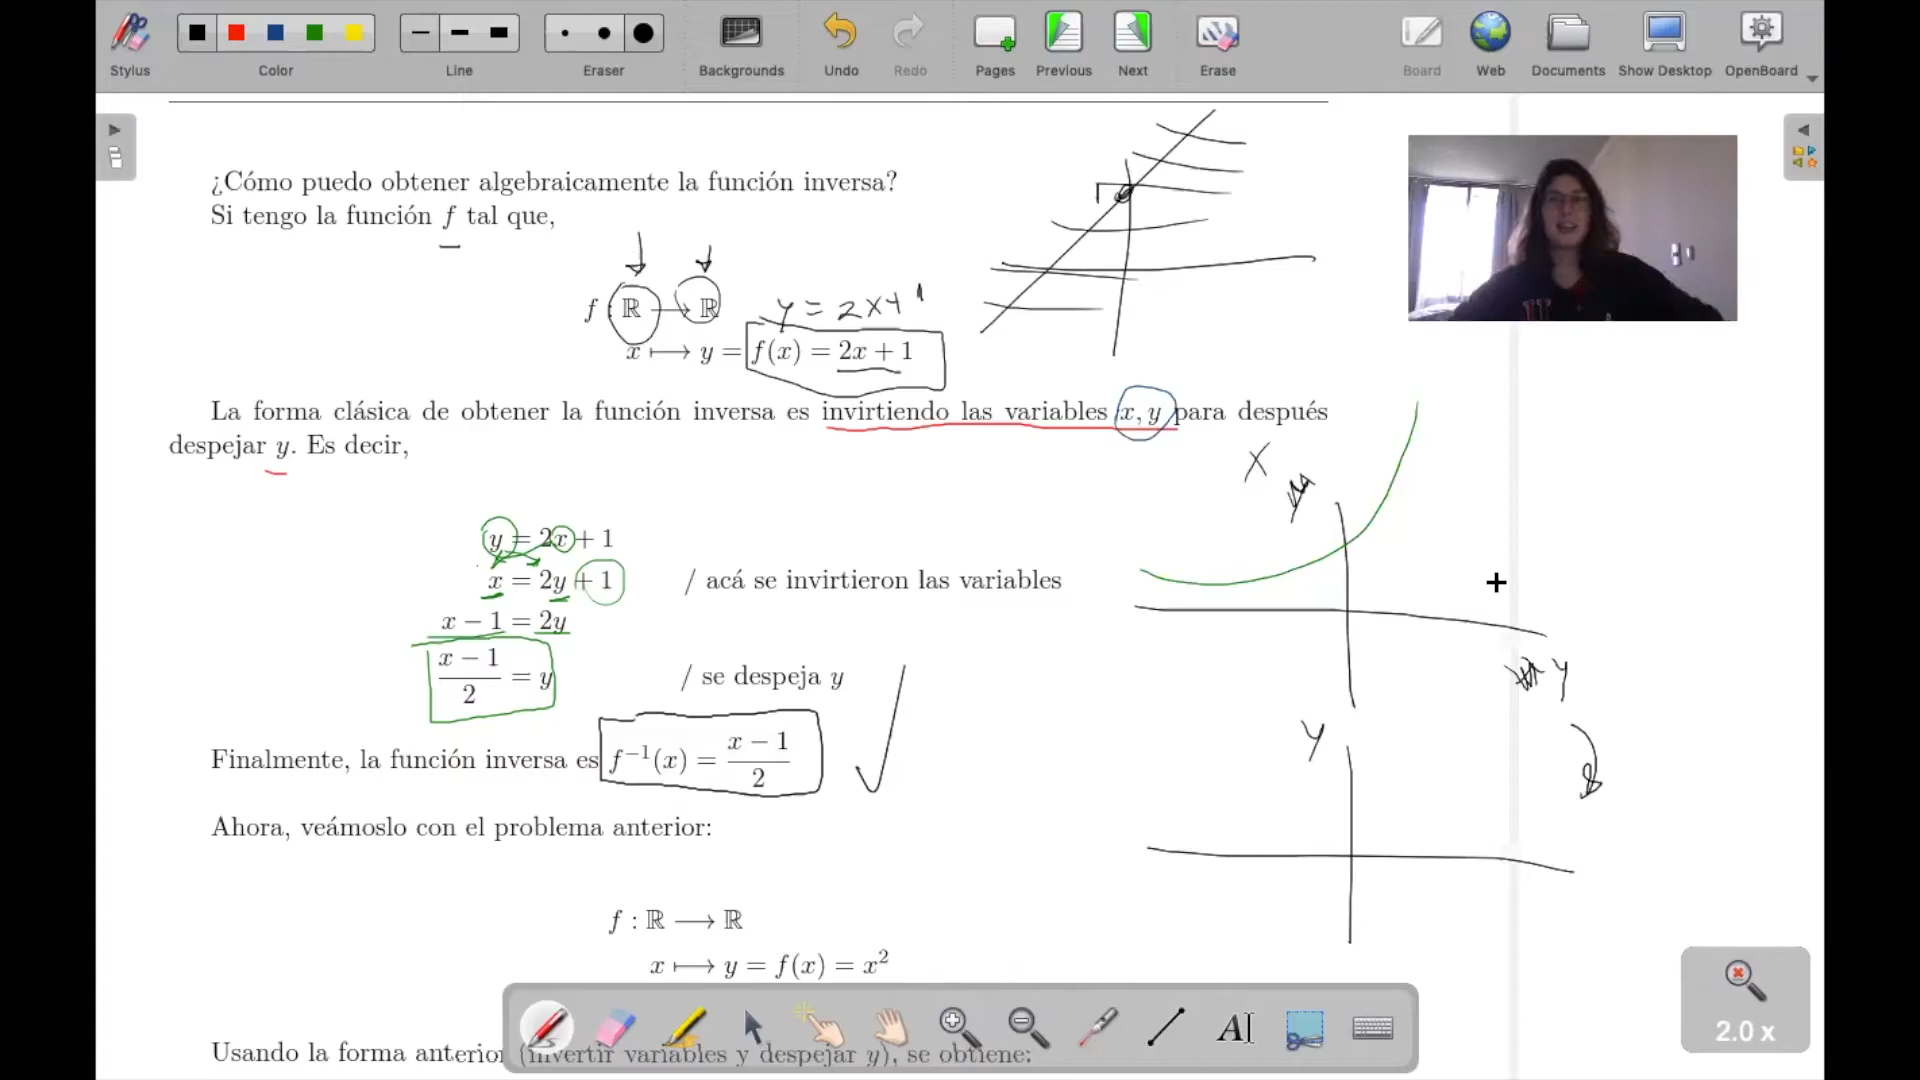 Stylus Color Line Eraser Backgrounds Undo Redo Pages Previous Next Erase Board Web Documents Show Desktop OpenBoard
¿Cómo puedo obtener algebraicamente la función inversa?
Si tengo la función f tal que,
y = 2x+1
f : ℝ ⟶ ℝ
x ⟼ y = f(x) = 2x + 1
La forma clásica de obtener la función inversa es invirtiendo las variables x, y para después
despejar y. Es decir,
X
y = 2x + 1
x = 2y + 1 / acá se invirtieron las variables
x − 1 = 2y
(x − 1)/2 = y / se despeja y
y
y
Finalmente, la función inversa es f⁻¹(x) = (x − 1)/2
Ahora, veámoslo con el problema anterior:
f : ℝ ⟶ ℝ
x ⟼ y = f(x) = x²
Usando la forma anterior (invertir variables y despejar y), se obtiene:
2.0 x